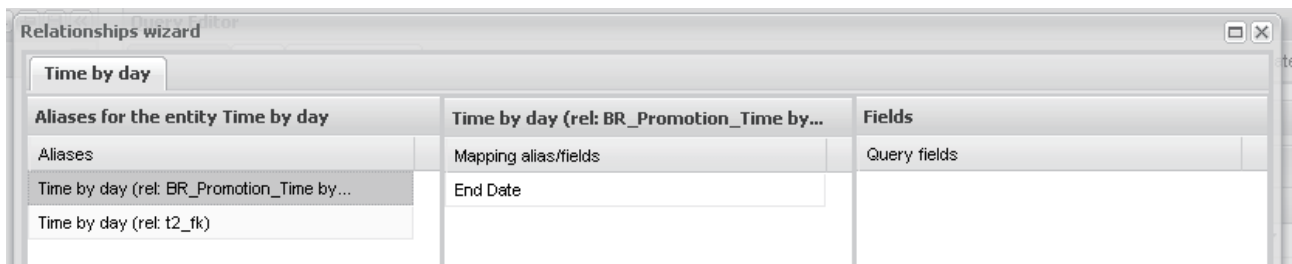 Query Editor
Relationships wizard
Time by day
Aliases for the entity Time by day
Time by day (rel: BR_Promotion_Time by...
Fields
Aliases
Mapping alias/fields
Query fields
Time by day (rel: BR_Promotion_Time by...
End Date
Time by day (rel: t2_fk)